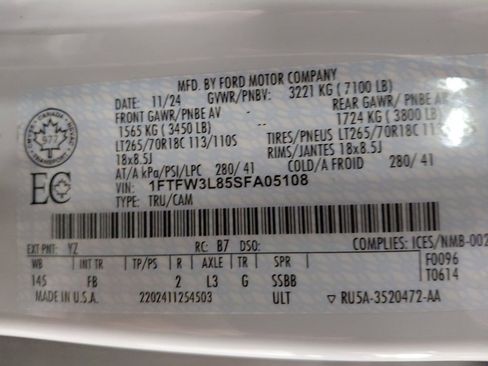 MFD. BY FORD MOTOR COMPANY
DATE: 11/24 GVWR/PNBV: 3221 KG ( 7100 LB)
FRONT GAWR/PNBE AV REAR GAWR/ PNBE AR
1565 KG ( 3450 LB) 1724 KG ( 3800 LB)
LT265/70R18C 113/110S TIRES/PNEUS LT265/70R18C
18x8.5J RIMS/JANTES 18x8.5J
AT/A kPa/PSI/LPC 280/ 41 COLD/A FROID 280/ 41
VIN: 1FTFW3L85SFA05108
TYPE: TRU/CAM
CANADA
977
TRANSPORT
EC
EXT PNT: YZ RC: B7 DSO: COMPLIES: ICES/NMB-002
WB INT TR TP/PS R AXLE TR SPR F0096
145 FB 2 L3 G SSBB T0614
MADE IN U.S.A. 2202411254503 ULT ▽ RU5A-3520472-AA